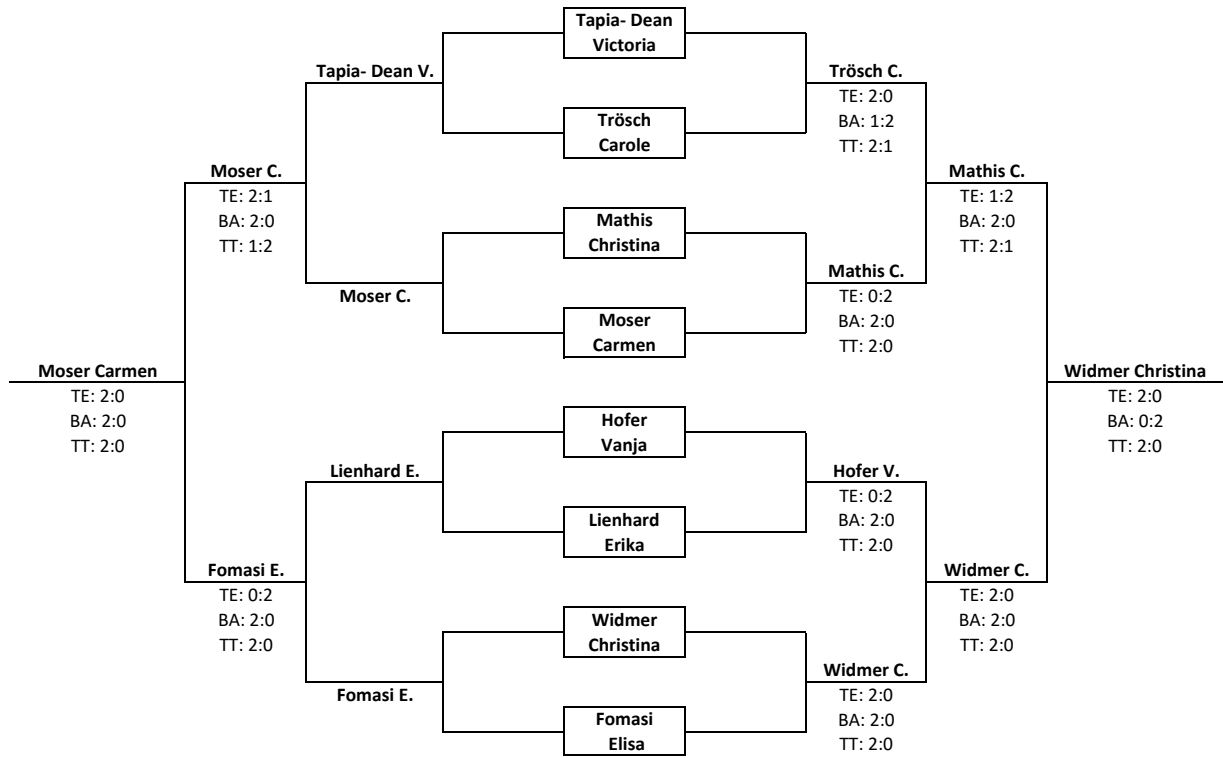 Tapia- Dean
Victoria
Tapia- Dean V.
Trösch C.
TE: 2:0
BA: 1:2
TT: 2:1
Trösch
Carole
Moser C.
TE: 2:1
BA: 2:0
TT: 1:2
Mathis C.
TE: 1:2
BA: 2:0
TT: 2:1
Mathis
Christina
Moser C.
Mathis C.
TE: 0:2
BA: 2:0
TT: 2:0
Moser
Carmen
Moser Carmen
TE: 2:0
BA: 2:0
TT: 2:0
Widmer Christina
TE: 2:0
BA: 0:2
TT: 2:0
Hofer
Vanja
Lienhard E.
Hofer V.
TE: 0:2
BA: 2:0
TT: 2:0
Lienhard
Erika
Fomasi E.
TE: 0:2
BA: 2:0
TT: 2:0
Widmer C.
TE: 2:0
BA: 2:0
TT: 2:0
Widmer
Christina
Fomasi E.
Widmer C.
TE: 2:0
BA: 2:0
TT: 2:0
Fomasi
Elisa